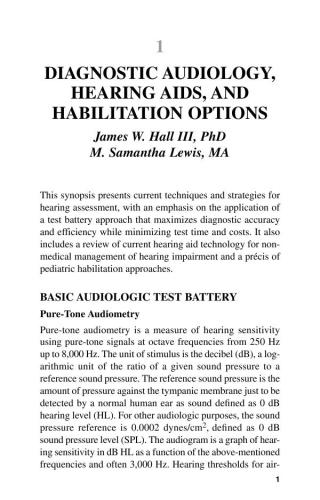 1
DIAGNOSTIC AUDIOLOGY,
HEARING AIDS, AND
HABILITATION OPTIONS
James W. Hall III, PhD
M. Samantha Lewis, MA
This synopsis presents current techniques and strategies for
hearing assessment, with an emphasis on the application of
a test battery approach that maximizes diagnostic accuracy
and efficiency while minimizing test time and costs. It also
includes a review of current hearing aid technology for non-
medical management of hearing impairment and a précis of
pediatric habilitation approaches.
BASIC AUDIOLOGIC TEST BATTERY
Pure-Tone Audiometry
Pure-tone audiometry is a measure of hearing sensitivity
using pure-tone signals at octave frequencies from 250 Hz
up to 8,000 Hz. The unit of stimulus is the decibel (dB), a log-
arithmic unit of the ratio of a given sound pressure to a
reference sound pressure. The reference sound pressure is the
amount of pressure against the tympanic membrane just to be
detected by a normal human ear as sound defined as 0 dB
hearing level (HL). For other audiologic purposes, the sound
pressure reference is 0.0002 dynes/cm², defined as 0 dB
sound pressure level (SPL). The audiogram is a graph of hear-
ing sensitivity in dB HL as a function of the above-mentioned
frequencies and often 3,000 Hz. Hearing thresholds for air-
1